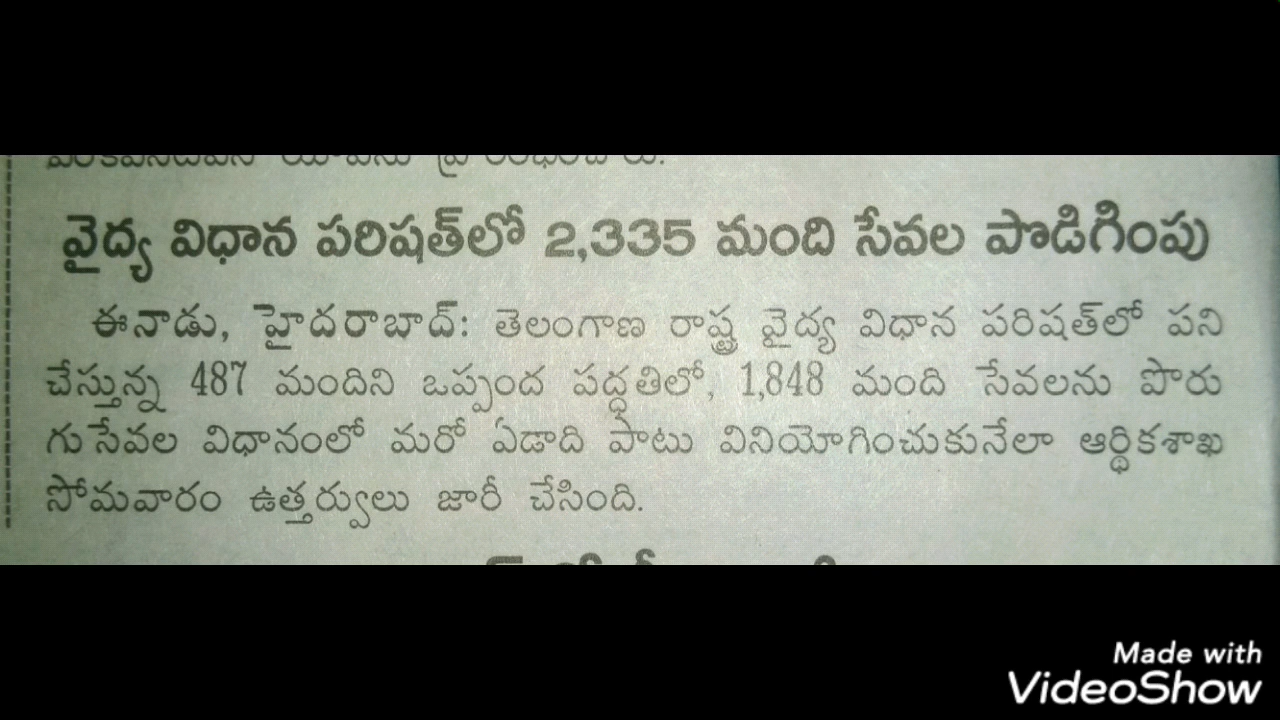 వైద్య విధాన పరిషత్‌లో 2,335 మంది సేవల పొడిగింపు
ఈనాడు, హైదరాబాద్: తెలంగాణ రాష్ట్ర వైద్య విధాన పరిషత్‌లో పని
చేస్తున్న 487 మందిని ఒప్పంద పద్ధతిలో, 1,848 మంది సేవలను పొరు
గుసేవల విధానంలో మరో ఏడాది పాటు వినియోగించుకునేలా ఆర్థికశాఖ
సోమవారం ఉత్తర్వులు జారీ చేసింది.
Made with
VideoShow